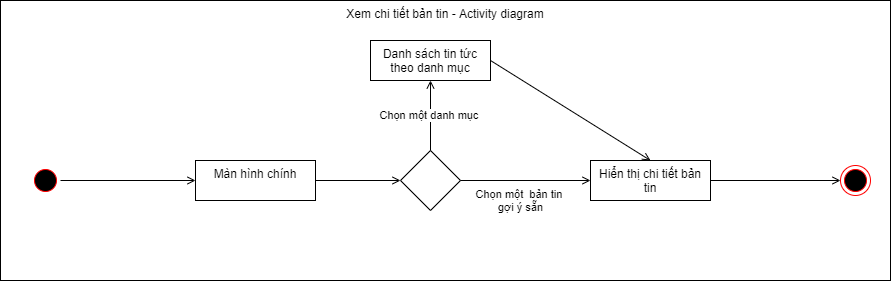 Xem chi tiết bản tin - Activity diagram
Danh sách tin tức
theo danh mục
Chọn một danh mục
Màn hình chính
Hiển thị chi tiết bản
tin
Chọn một  bản tin
gợi ý sẵn